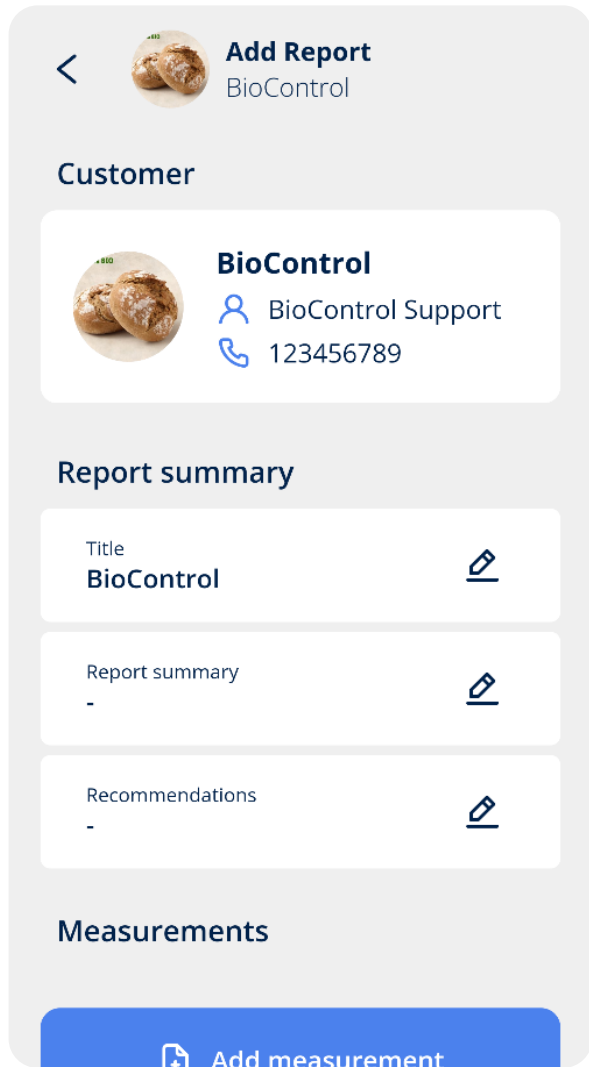 Add Report
BioControl
Customer
BioControl
BioControl Support
123456789
Report summary
Title
BioControl
Report summary
-
Recommendations
-
Measurements
Add measurement